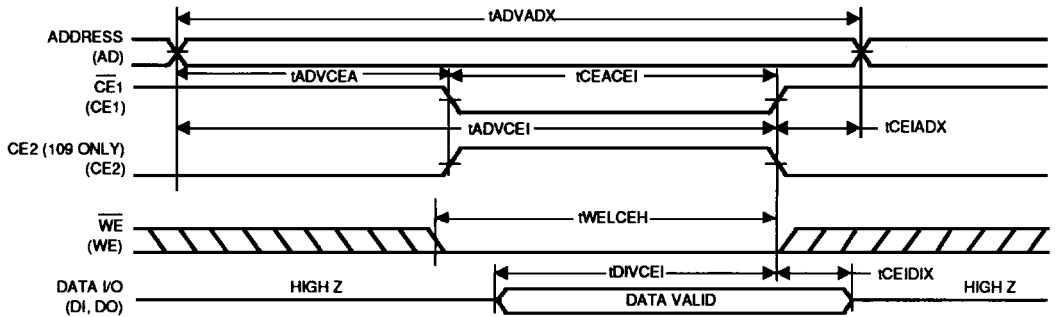 tADVADX
ADDRESS
(AD)
tADVCEA
tCEACEI
CE1
(CE1)
tADVCEI
tCEIADX
CE2 (109 ONLY)
(CE2)
tWELCEH
WE
(WE)
tDIVCEI
tCEIDIX
DATA I/O
(DI, DO)
HIGH Z
DATA VALID
HIGH Z